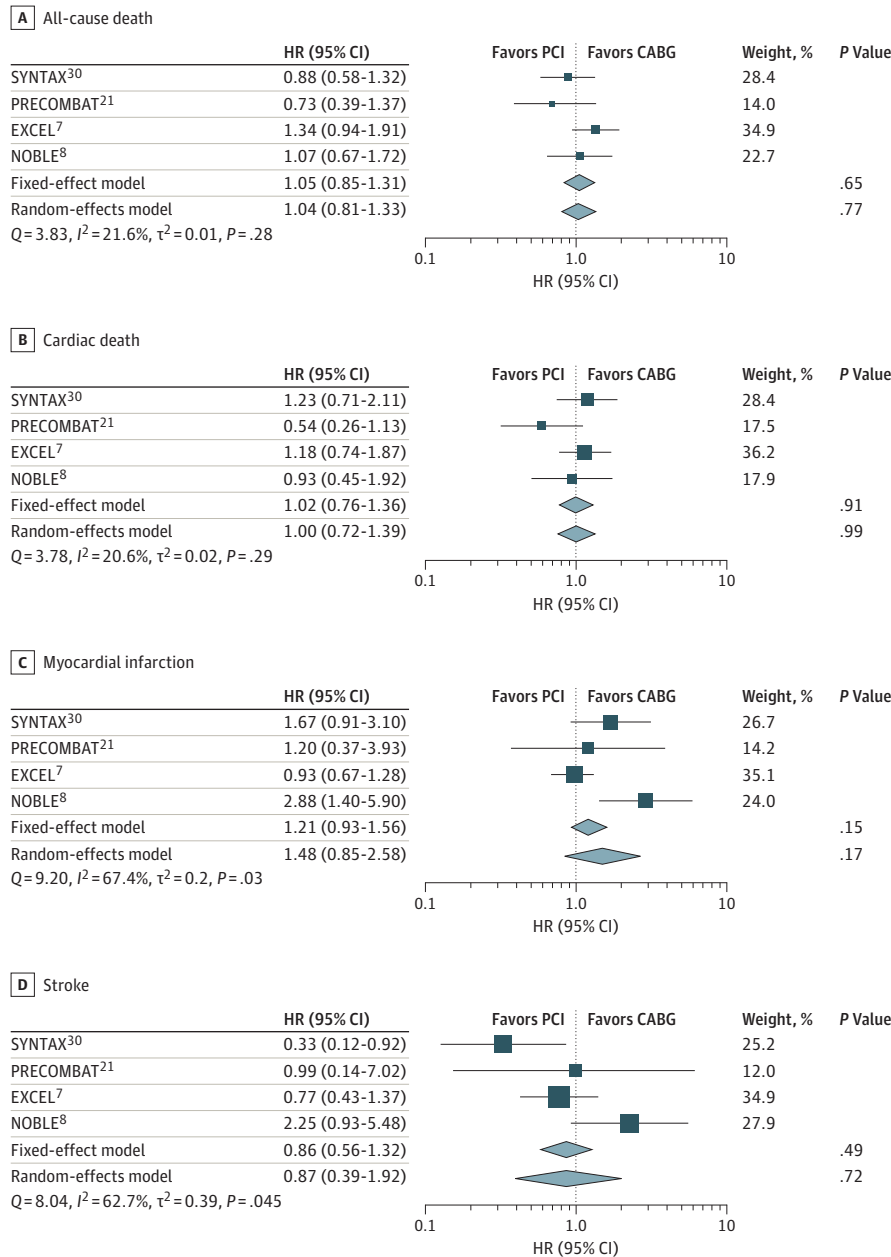 A All-cause death
HR (95% CI) Favors PCI Favors CABG Weight, % P Value
SYNTAX30 0.88 (0.58-1.32) 28.4
PRECOMBAT21 0.73 (0.39-1.37) 14.0
EXCEL7 1.34 (0.94-1.91) 34.9
NOBLE8 1.07 (0.67-1.72) 22.7
Fixed-effect model 1.05 (0.85-1.31) .65
Random-effects model 1.04 (0.81-1.33) .77
Q = 3.83, I2 = 21.6%, τ2 = 0.01, P = .28
0.1 1.0 10
HR (95% CI)
B Cardiac death
HR (95% CI) Favors PCI Favors CABG Weight, % P Value
SYNTAX30 1.23 (0.71-2.11) 28.4
PRECOMBAT21 0.54 (0.26-1.13) 17.5
EXCEL7 1.18 (0.74-1.87) 36.2
NOBLE8 0.93 (0.45-1.92) 17.9
Fixed-effect model 1.02 (0.76-1.36) .91
Random-effects model 1.00 (0.72-1.39) .99
Q = 3.78, I2 = 20.6%, τ2 = 0.02, P = .29
0.1 1.0 10
HR (95% CI)
C Myocardial infarction
HR (95% CI) Favors PCI Favors CABG Weight, % P Value
SYNTAX30 1.67 (0.91-3.10) 26.7
PRECOMBAT21 1.20 (0.37-3.93) 14.2
EXCEL7 0.93 (0.67-1.28) 35.1
NOBLE8 2.88 (1.40-5.90) 24.0
Fixed-effect model 1.21 (0.93-1.56) .15
Random-effects model 1.48 (0.85-2.58) .17
Q = 9.20, I2 = 67.4%, τ2 = 0.2, P = .03
0.1 1.0 10
HR (95% CI)
D Stroke
HR (95% CI) Favors PCI Favors CABG Weight, % P Value
SYNTAX30 0.33 (0.12-0.92) 25.2
PRECOMBAT21 0.99 (0.14-7.02) 12.0
EXCEL7 0.77 (0.43-1.37) 34.9
NOBLE8 2.25 (0.93-5.48) 27.9
Fixed-effect model 0.86 (0.56-1.32) .49
Random-effects model 0.87 (0.39-1.92) .72
Q = 8.04, I2 = 62.7%, τ2 = 0.39, P = .045
0.1 1.0 10
HR (95% CI)